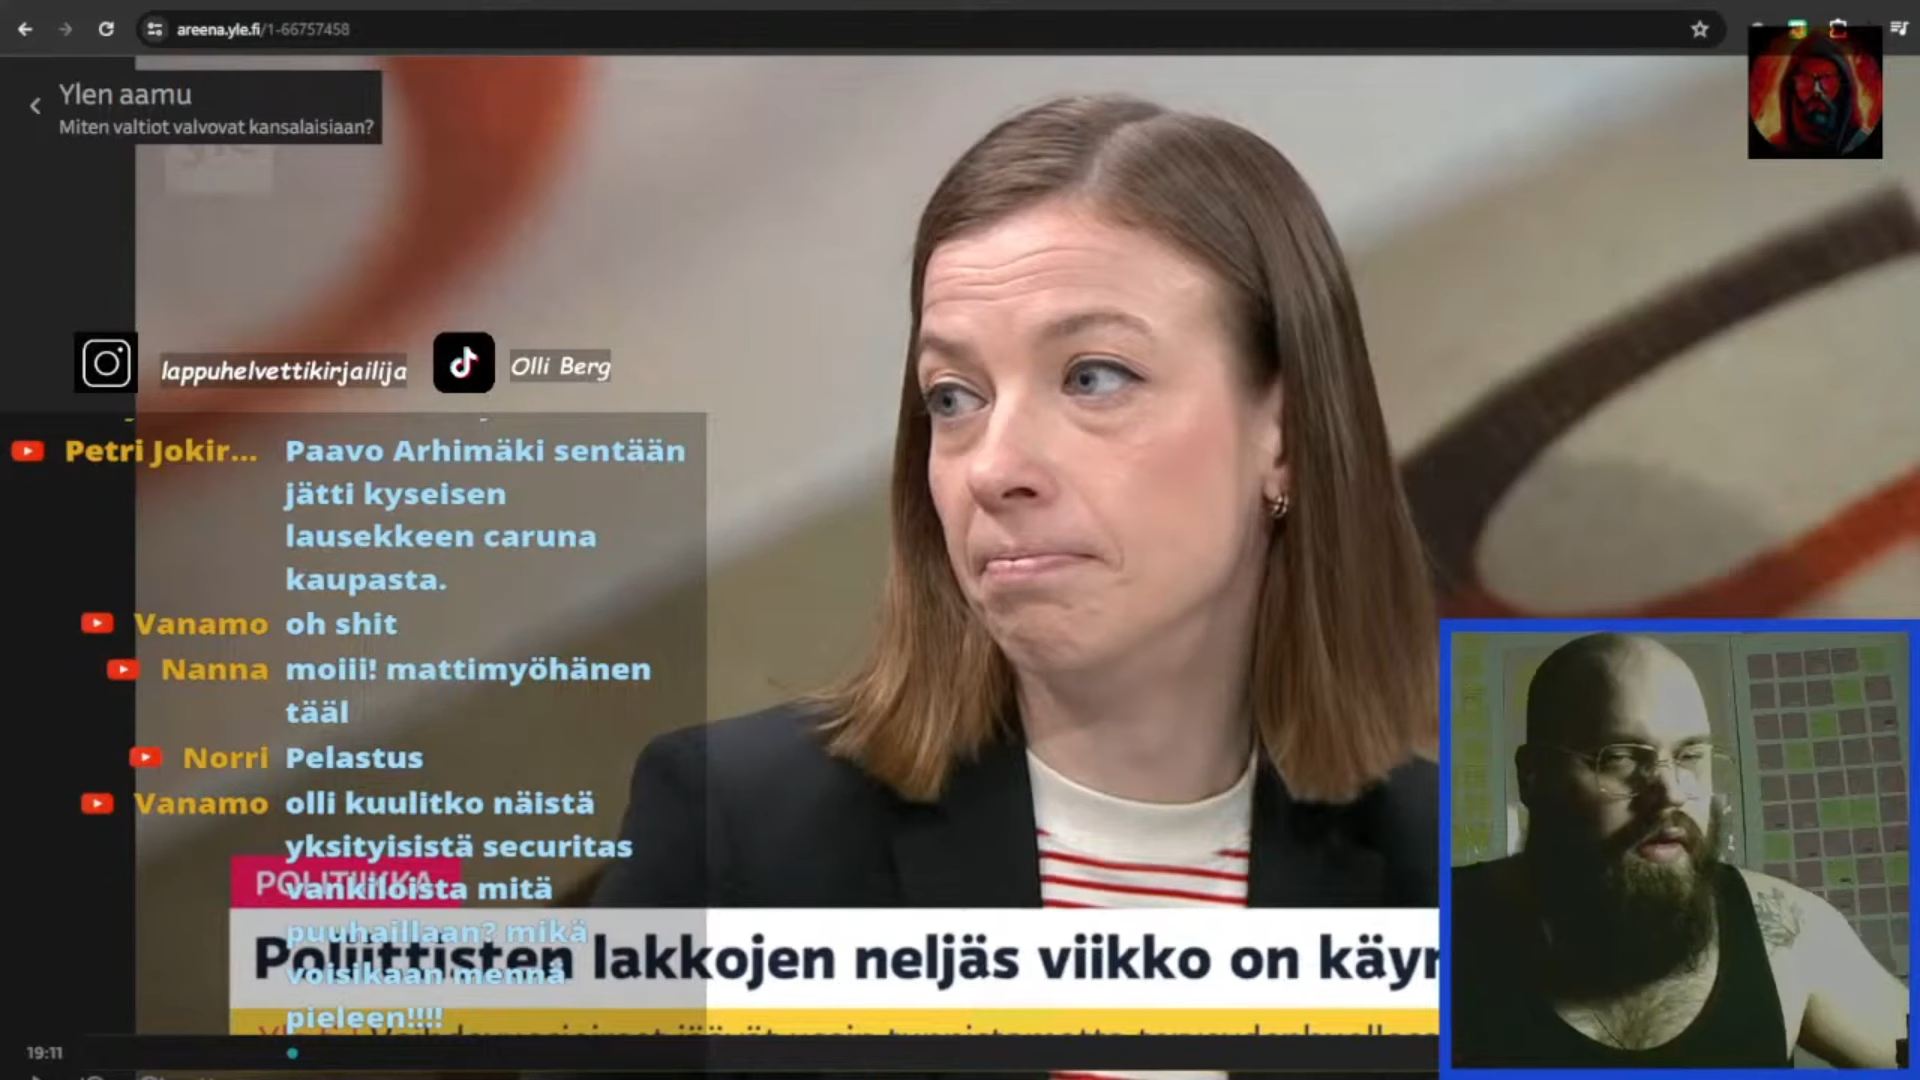 areena.yle.fi/1-66757458
Ylen aamu
Miten valtiot valvovat kansalaisiaan?
lappuhelvettikirjailija
Olli Berg
Petri Jokir... Paavo Arhimäki sentään
jätti kyseisen
lausekkeen caruna
kaupasta.
Vanamo oh shit
Nanna moiii! mattimyöhänen
tääl
Norri Pelastus
Vanamo olli kuulitko näistä
yksityisistä securitas
vankiloista mitä
puuhaillaan? mikä
voisikaan mennä
pieleen!!!!
POLITIIKKA
Poliittisten lakkojen neljäs viikko on käyn
19:11